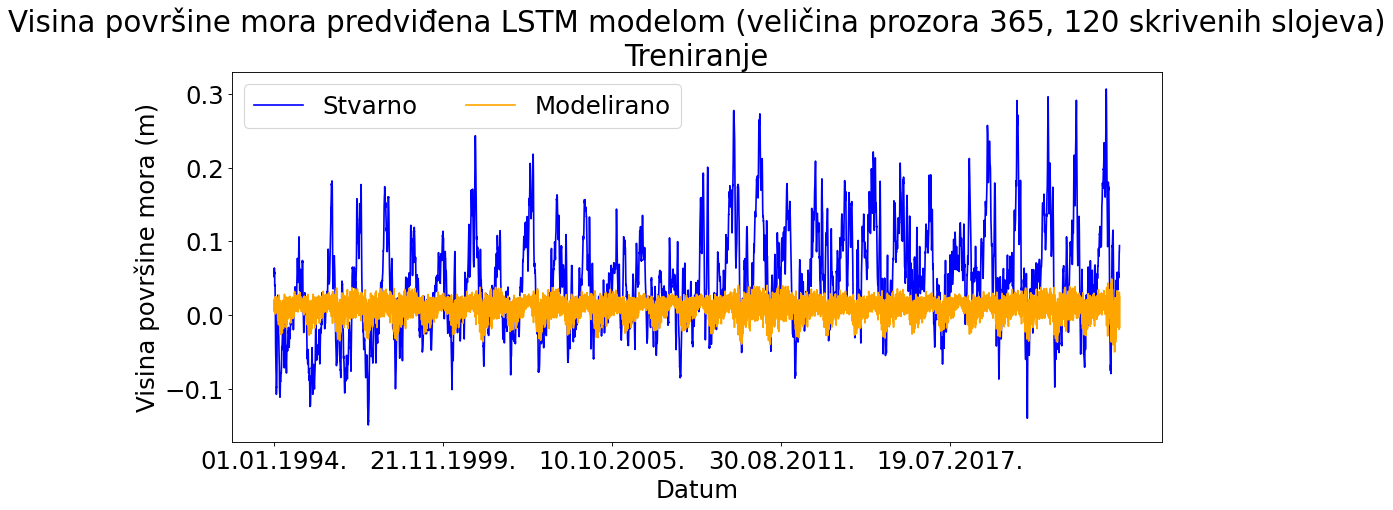 Visina površine mora predviđena LSTM modelom (veličina prozora 365, 120 skrivenih slojeva)
Treniranje
Stvarno
Modelirano
Visina površine mora (m)
0.3
0.2
0.1
0.0
−0.1
01.01.1994.
21.11.1999.
10.10.2005.
30.08.2011.
19.07.2017.
Datum